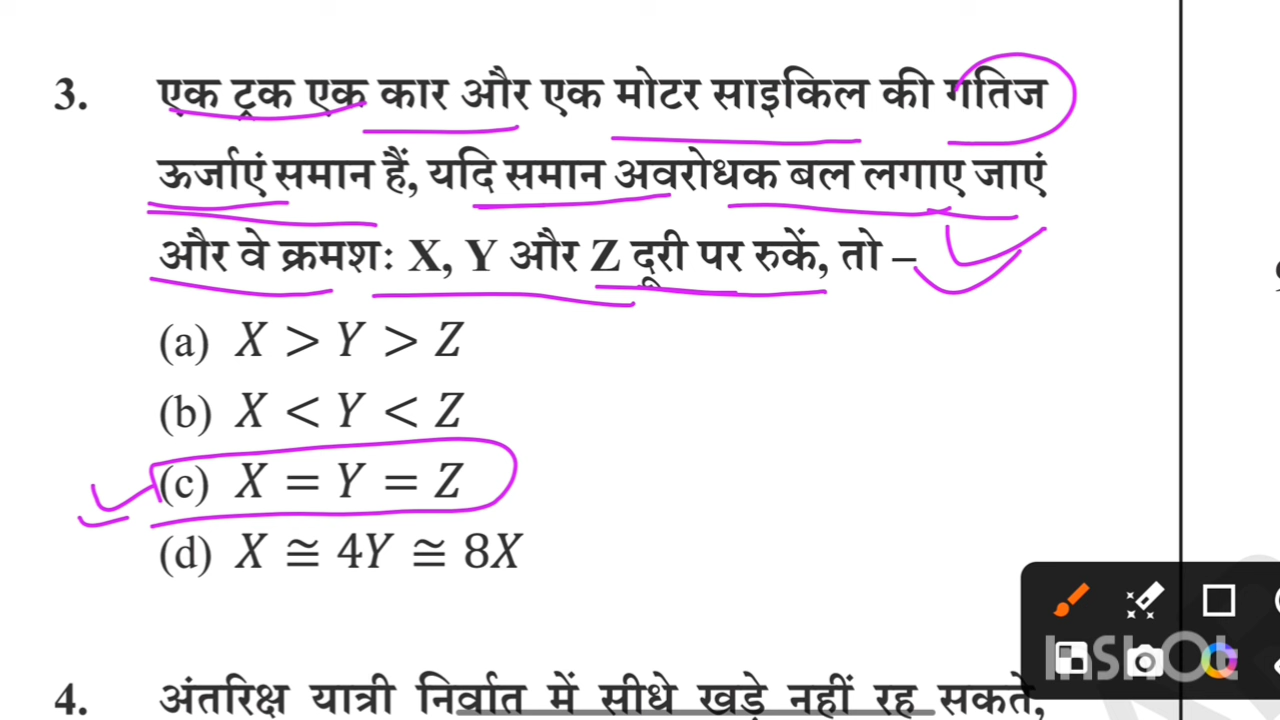 3. एक ट्रक एक कार और एक मोटर साइकिल की गतिज
ऊर्जाएं समान हैं, यदि समान अवरोधक बल लगाए जाएं
और वे क्रमशः X, Y और Z दूरी पर रुकें, तो –
(a) X > Y > Z
(b) X < Y < Z
(c) X = Y = Z
(d) X ≅ 4Y ≅ 8X
InShOt
4. अंतरिक्ष यात्री निर्वात में सीधे खड़े नहीं रह सकते,